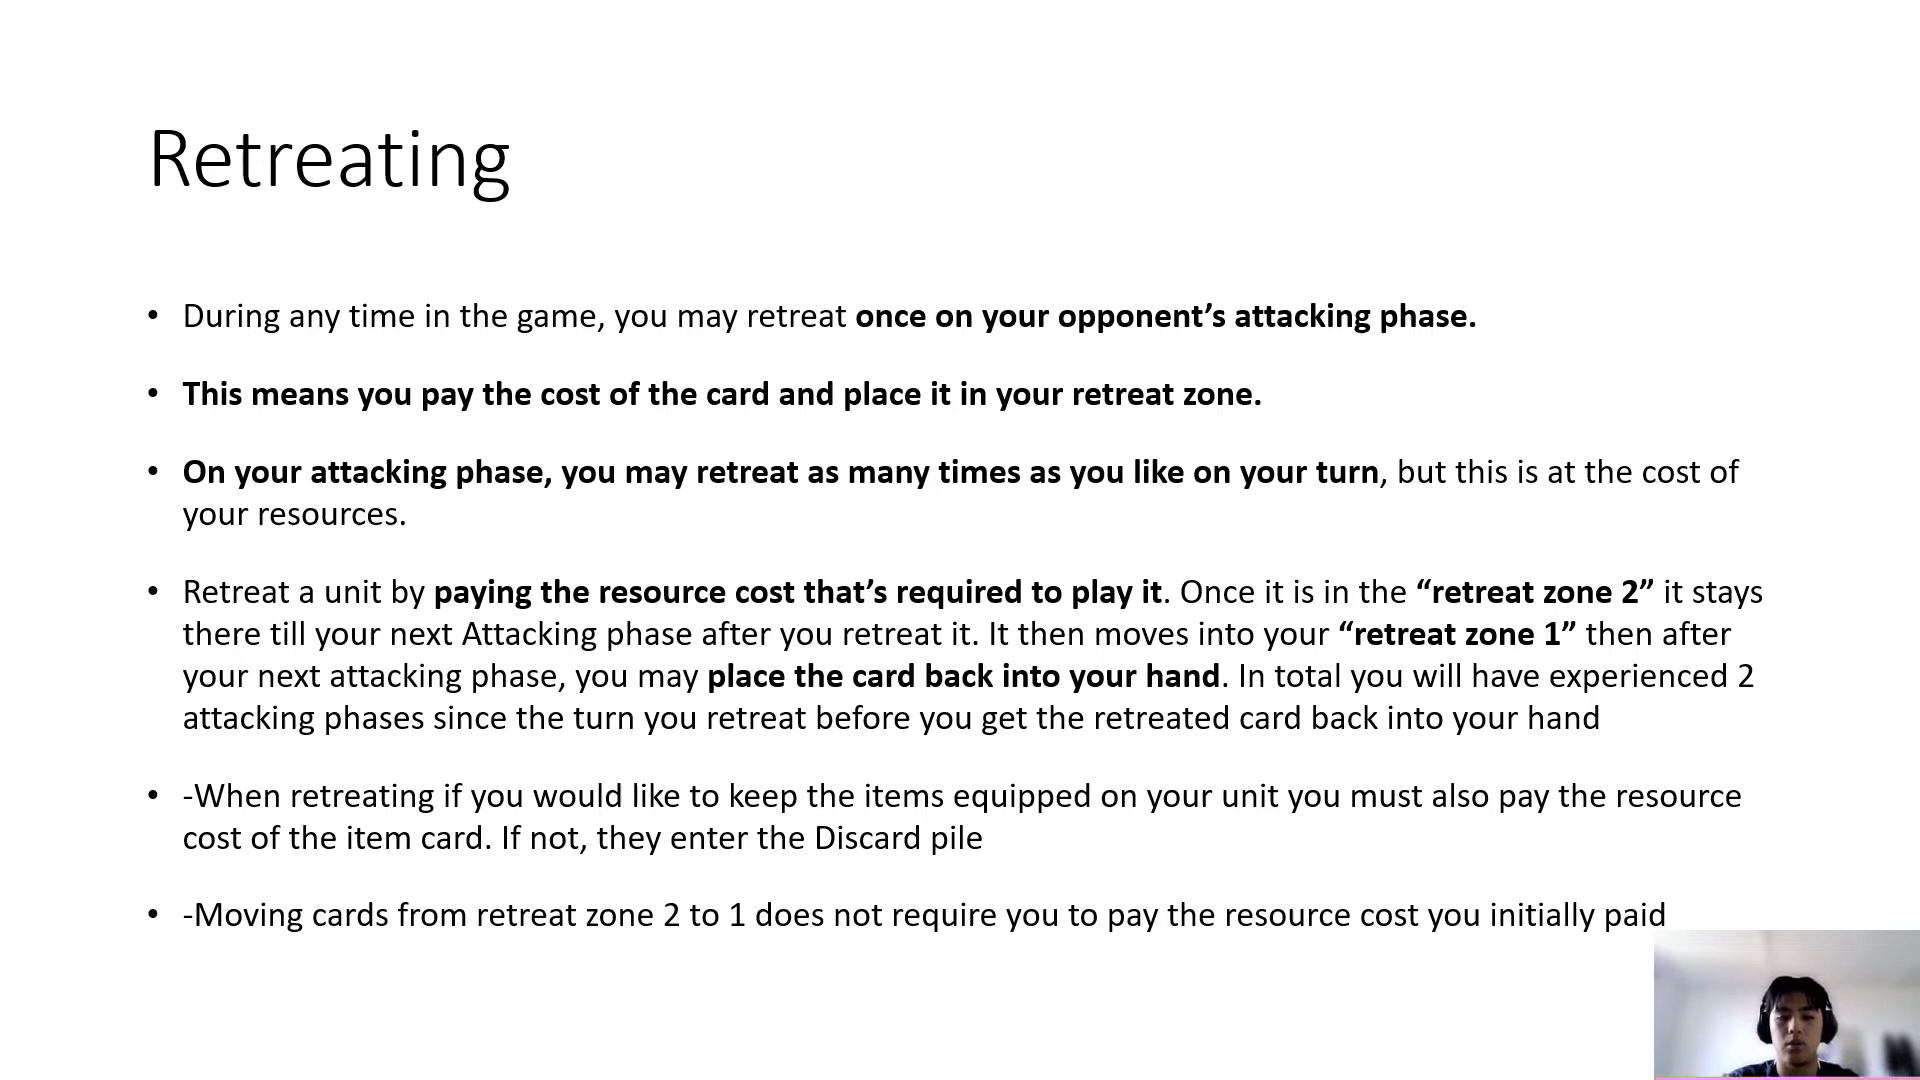 Retreating
• During any time in the game, you may retreat once on your opponent’s attacking phase.
• This means you pay the cost of the card and place it in your retreat zone.
• On your attacking phase, you may retreat as many times as you like on your turn, but this is at the cost of
your resources.
• Retreat a unit by paying the resource cost that’s required to play it. Once it is in the “retreat zone 2” it stays
there till your next Attacking phase after you retreat it. It then moves into your “retreat zone 1” then after
your next attacking phase, you may place the card back into your hand. In total you will have experienced 2
attacking phases since the turn you retreat before you get the retreated card back into your hand
• -When retreating if you would like to keep the items equipped on your unit you must also pay the resource
cost of the item card. If not, they enter the Discard pile
• -Moving cards from retreat zone 2 to 1 does not require you to pay the resource cost you initially paid